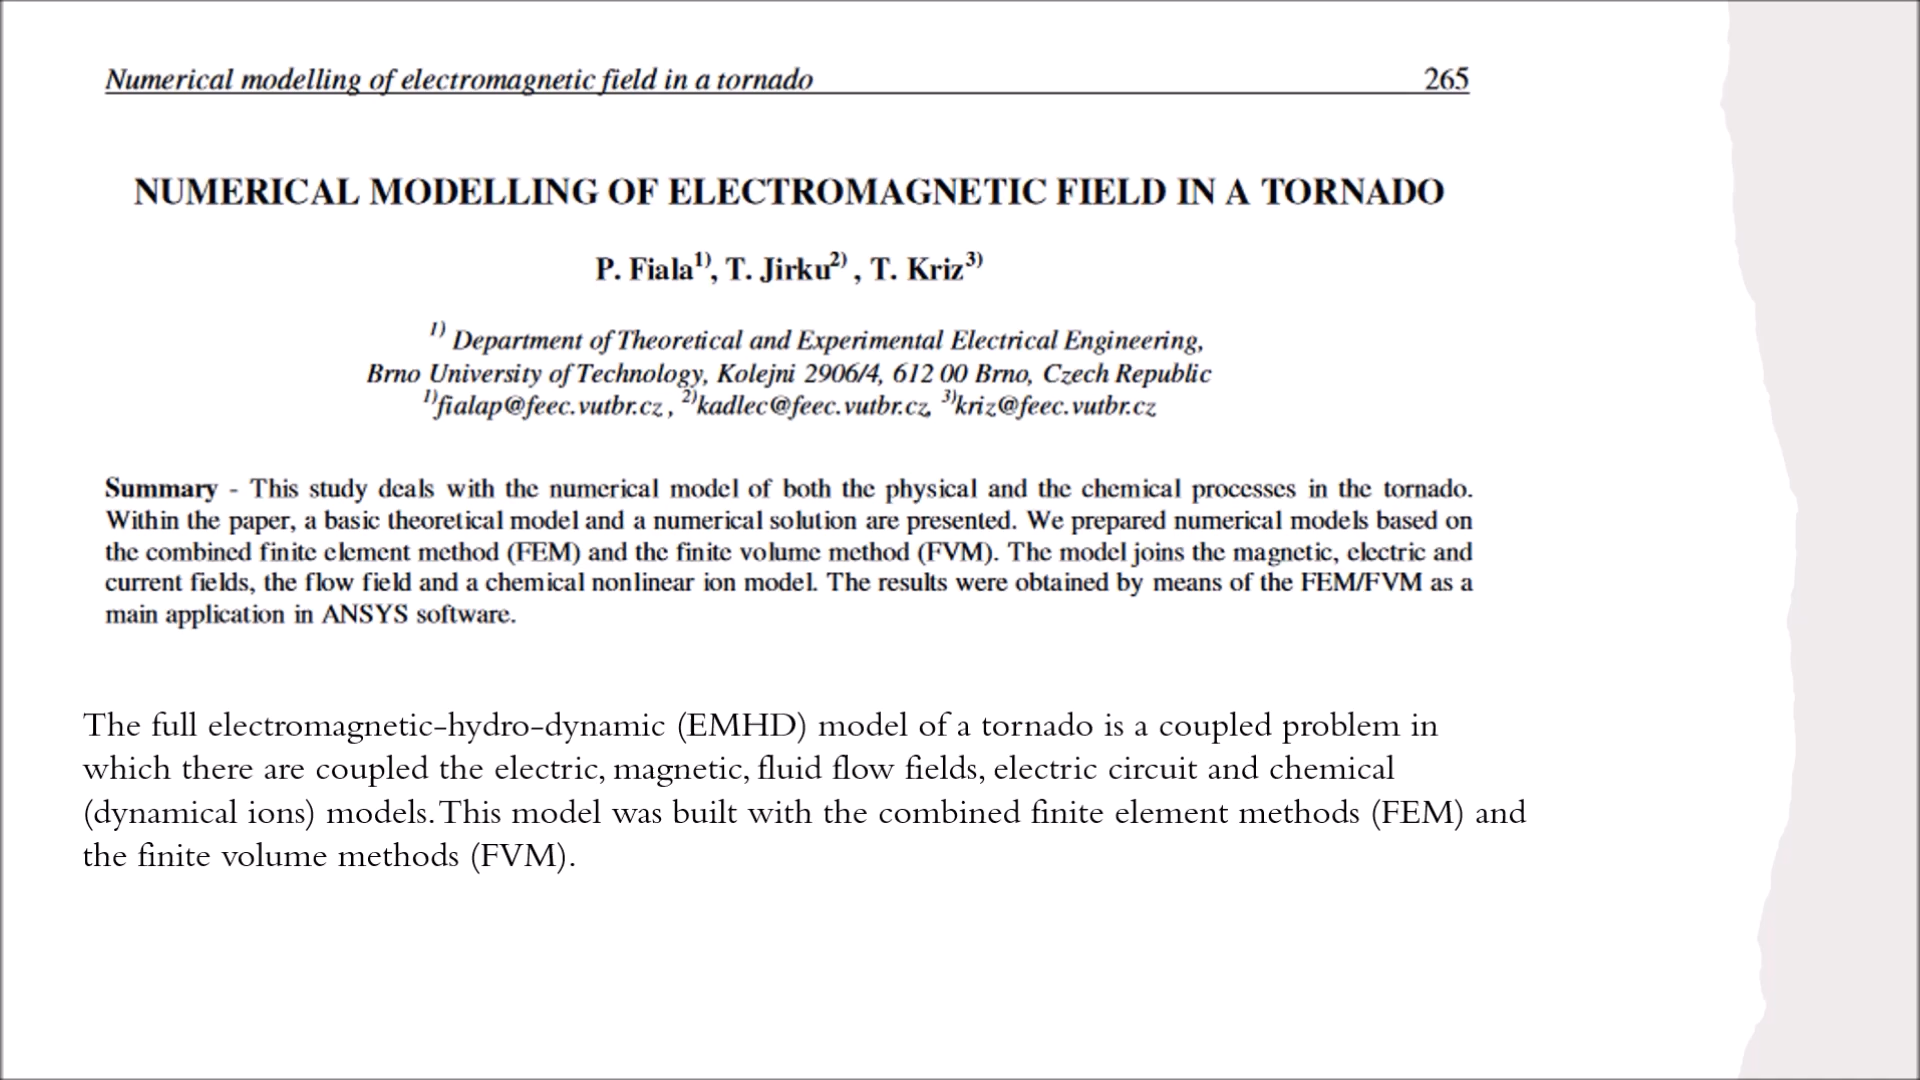 Numerical modelling of electromagnetic field in a tornado 265
NUMERICAL MODELLING OF ELECTROMAGNETIC FIELD IN A TORNADO
P. Fiala1), T. Jirku2) , T. Kriz3)
1) Department of Theoretical and Experimental Electrical Engineering,
Brno University of Technology, Kolejni 2906/4, 612 00 Brno, Czech Republic
1)fialap@feec.vutbr.cz , 2)kadlec@feec.vutbr.cz, 3)kriz@feec.vutbr.cz
Summary - This study deals with the numerical model of both the physical and the chemical processes in the tornado.
Within the paper, a basic theoretical model and a numerical solution are presented. We prepared numerical models based on
the combined finite element method (FEM) and the finite volume method (FVM). The model joins the magnetic, electric and
current fields, the flow field and a chemical nonlinear ion model. The results were obtained by means of the FEM/FVM as a
main application in ANSYS software.
The full electromagnetic-hydro-dynamic (EMHD) model of a tornado is a coupled problem in
which there are coupled the electric, magnetic, fluid flow fields, electric circuit and chemical
(dynamical ions) models. This model was built with the combined finite element methods (FEM) and
the finite volume methods (FVM).